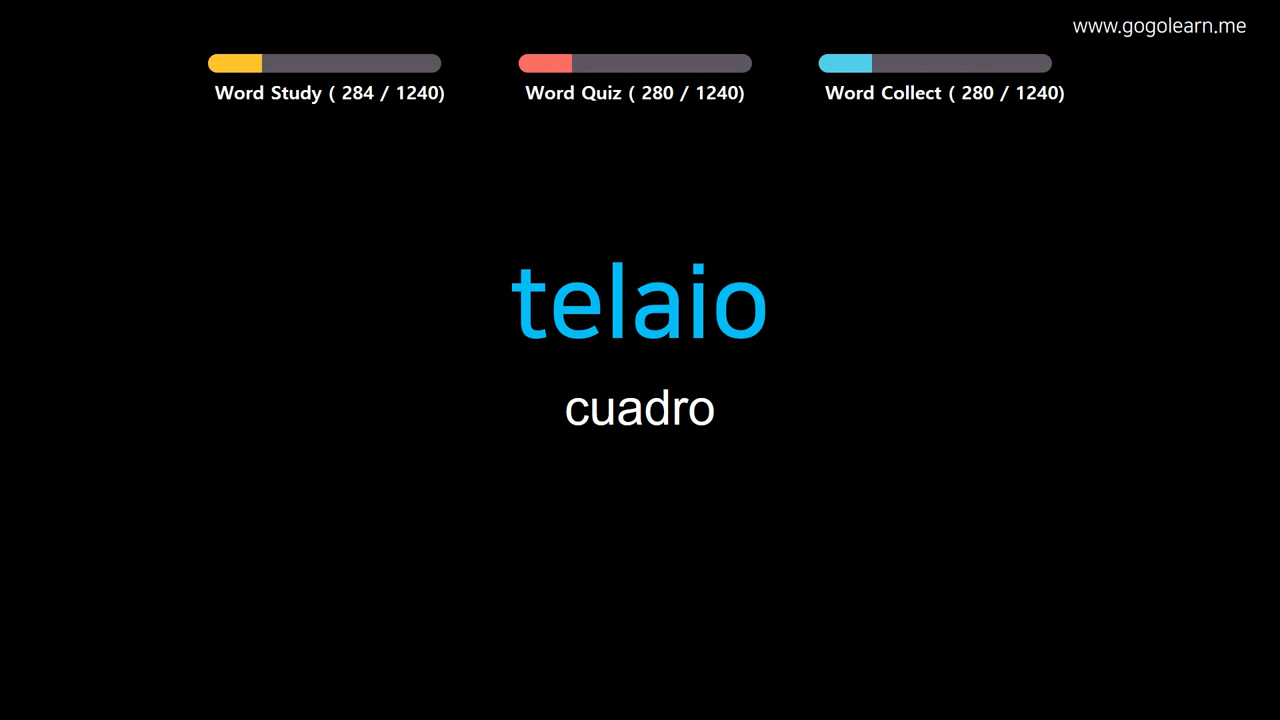 www.gogolearn.me
Word Study ( 284 / 1240)
Word Quiz ( 280 / 1240)
Word Collect ( 280 / 1240)
telaio
cuadro